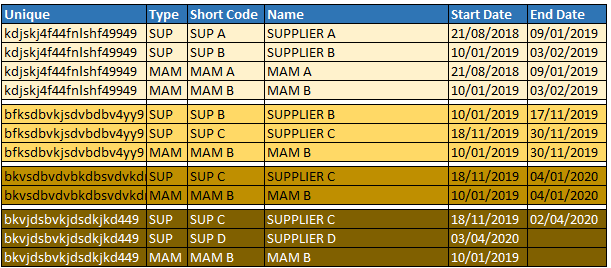 Unique Type Short Code Name Start Date End Date
kdjskj4f44fnlshf49949 SUP SUP A SUPPLIER A 21/08/2018 09/01/2019
kdjskj4f44fnlshf49949 SUP SUP B SUPPLIER B 10/01/2019 03/02/2019
kdjskj4f44fnlshf49949 MAM MAM A MAM A 21/08/2018 09/01/2019
kdjskj4f44fnlshf49949 MAM MAM B MAM B 10/01/2019 03/02/2019
bfksdbvkjsdvbdbv4yy9 SUP SUP B SUPPLIER B 10/01/2019 17/11/2019
bfksdbvkjsdvbdbv4yy9 SUP SUP C SUPPLIER C 18/11/2019 30/11/2019
bfksdbvkjsdvbdbv4yy9 MAM MAM B MAM B 10/01/2019 30/11/2019
bkvsdbvdvbkdbsvdvkd SUP SUP C SUPPLIER C 18/11/2019 04/01/2020
bkvsdbvdvbkdbsvdvkd MAM MAM B MAM B 10/01/2019 04/01/2020
bkvjdsbvkjdsdkjkd449 SUP SUP C SUPPLIER C 18/11/2019 02/04/2020
bkvjdsbvkjdsdkjkd449 SUP SUP D SUPPLIER D 03/04/2020
bkvjdsbvkjdsdkjkd449 MAM MAM B MAM B 10/01/2019